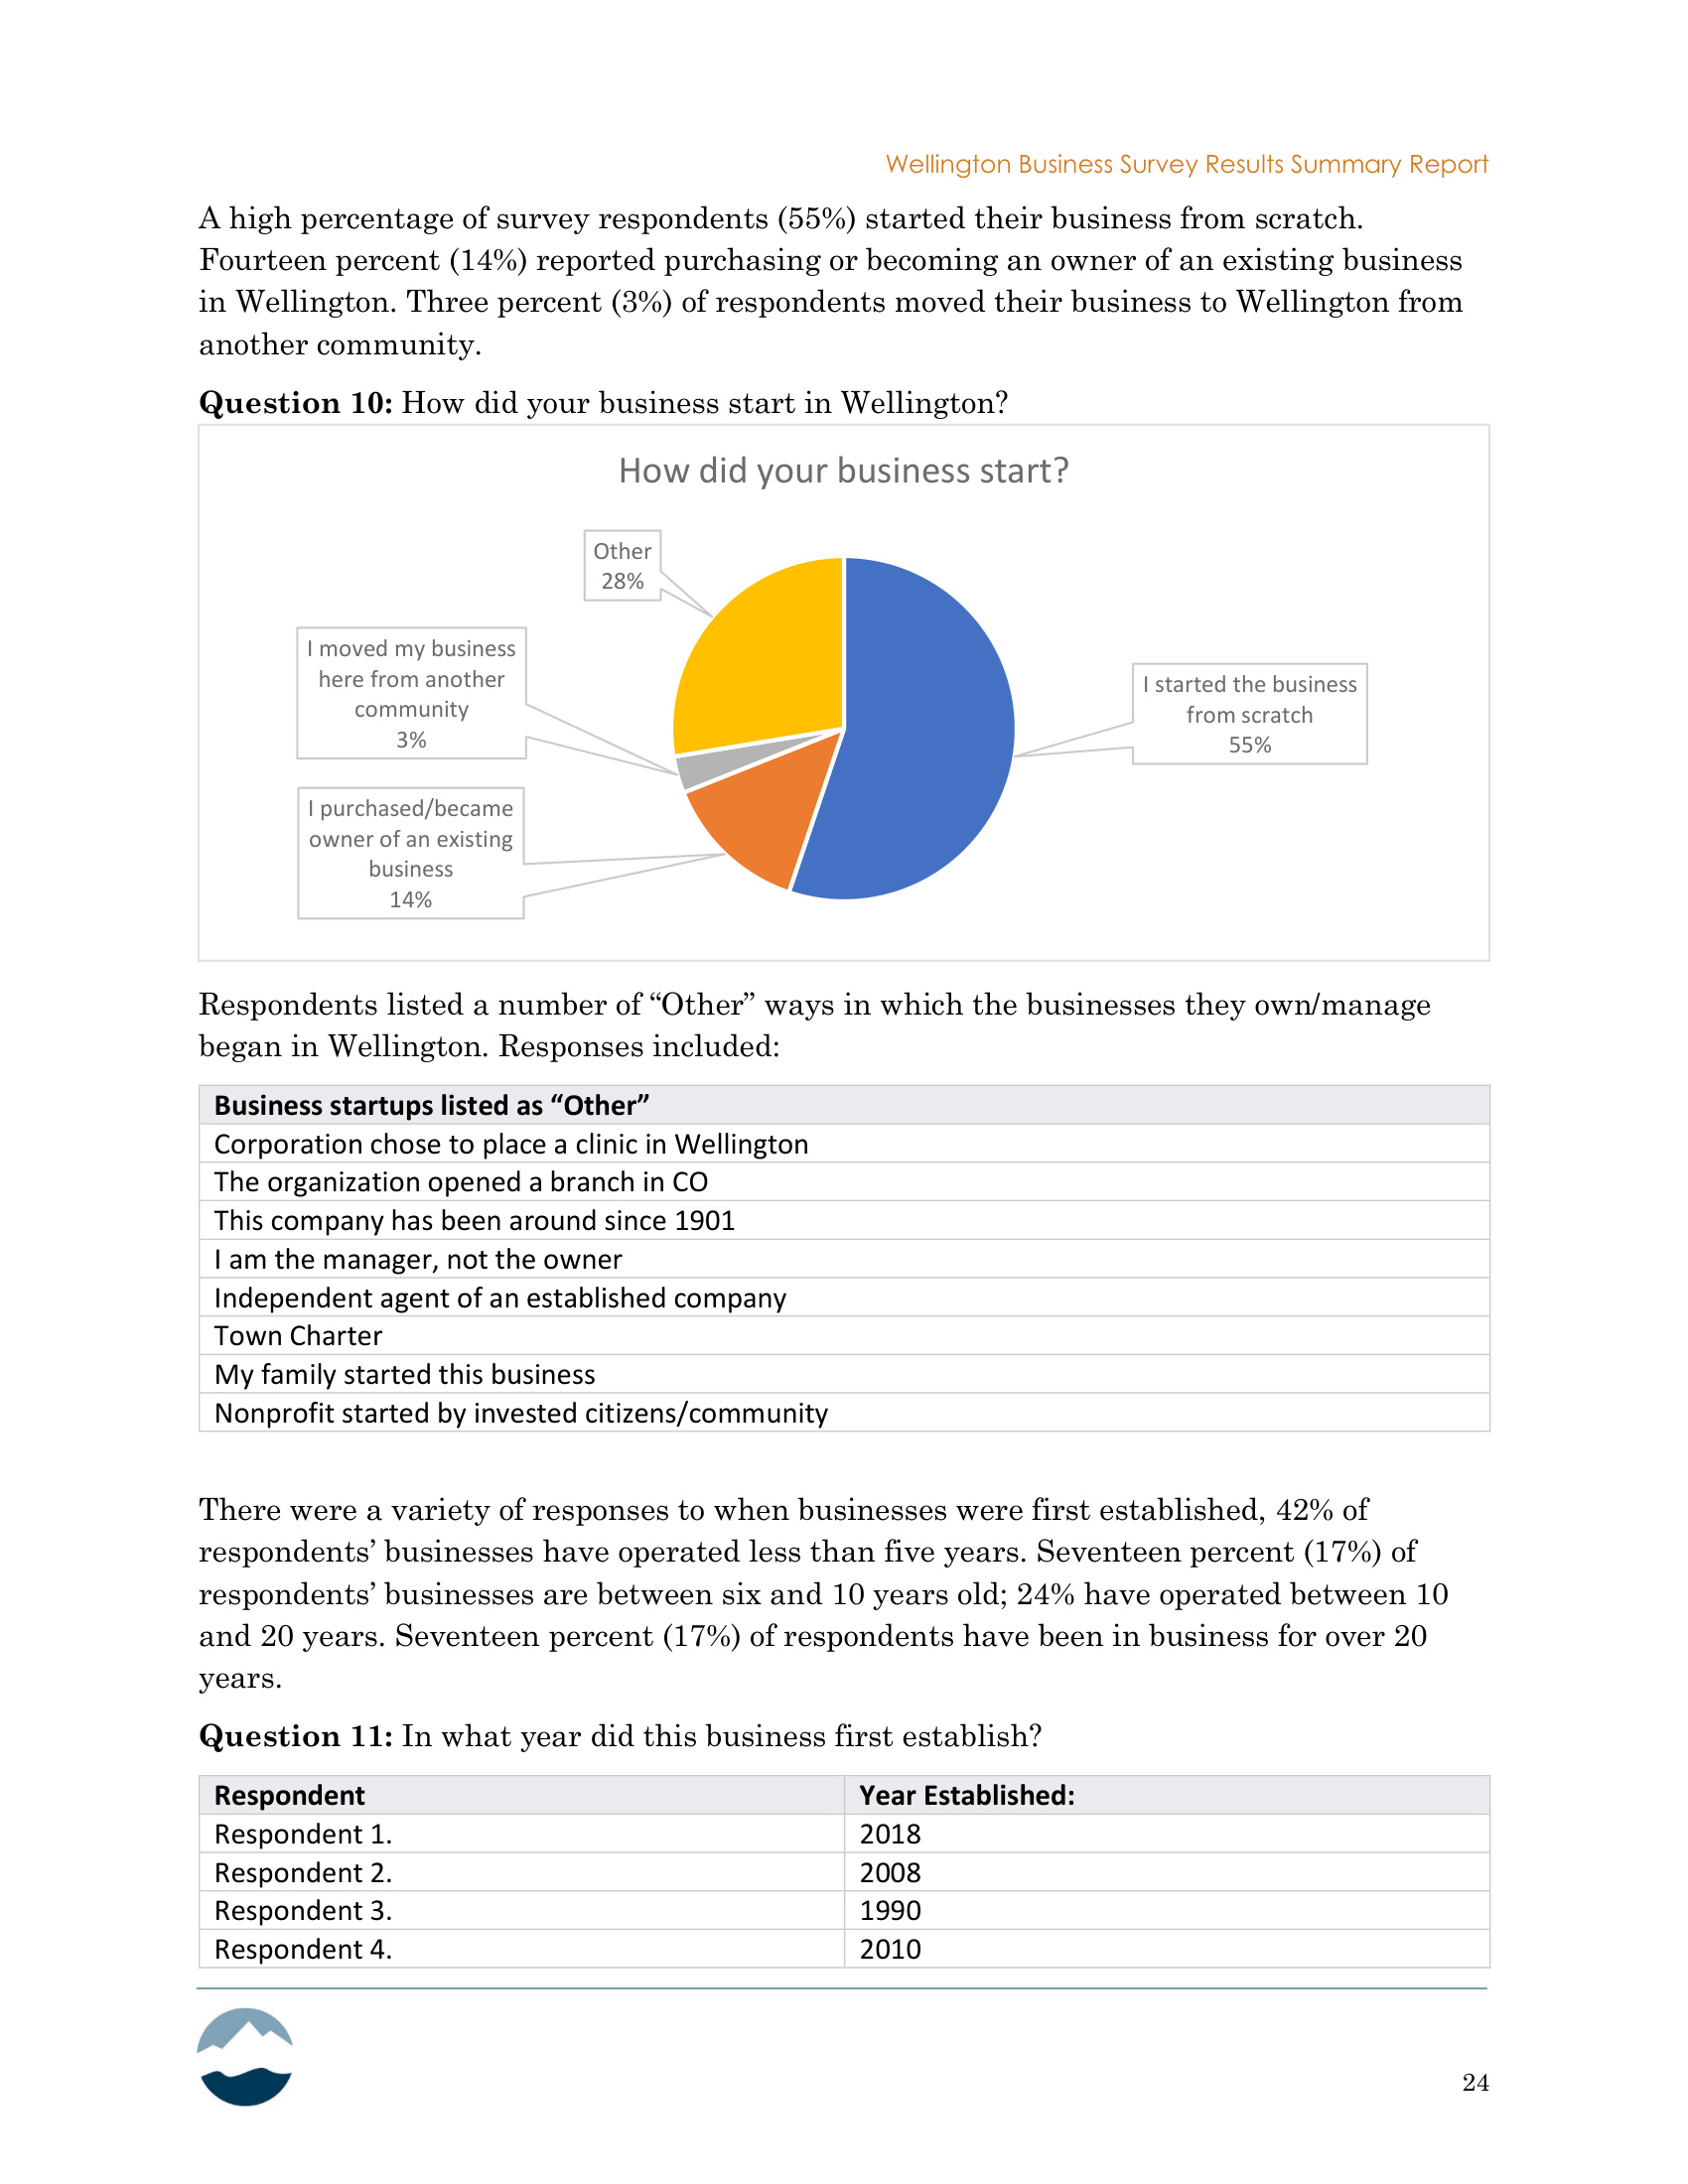 Wellington Business Survey Results Summary Report
A high percentage of survey respondents (55%) started their business from scratch.
Fourteen percent (14%) reported purchasing or becoming an owner of an existing business
in Wellington. Three percent (3%) of respondents moved their business to Wellington from
another community.
Question 10: How did your business start in Wellington?
How did your business start?
Other
28%
I moved my business
here from another
community
3%
I started the business
from scratch
55%
I purchased/became
owner of an existing
business
14%
Respondents listed a number of “Other” ways in which the businesses they own/manage
began in Wellington. Responses included:
Business startups listed as “Other”
Corporation chose to place a clinic in Wellington
The organization opened a branch in CO
This company has been around since 1901
I am the manager, not the owner
Independent agent of an established company
Town Charter
My family started this business
Nonprofit started by invested citizens/community
There were a variety of responses to when businesses were first established, 42% of
respondents’ businesses have operated less than five years. Seventeen percent (17%) of
respondents’ businesses are between six and 10 years old; 24% have operated between 10
and 20 years. Seventeen percent (17%) of respondents have been in business for over 20
years.
Question 11: In what year did this business first establish?
Respondent Year Established:
Respondent 1. 2018
Respondent 2. 2008
Respondent 3. 1990
Respondent 4. 2010
24